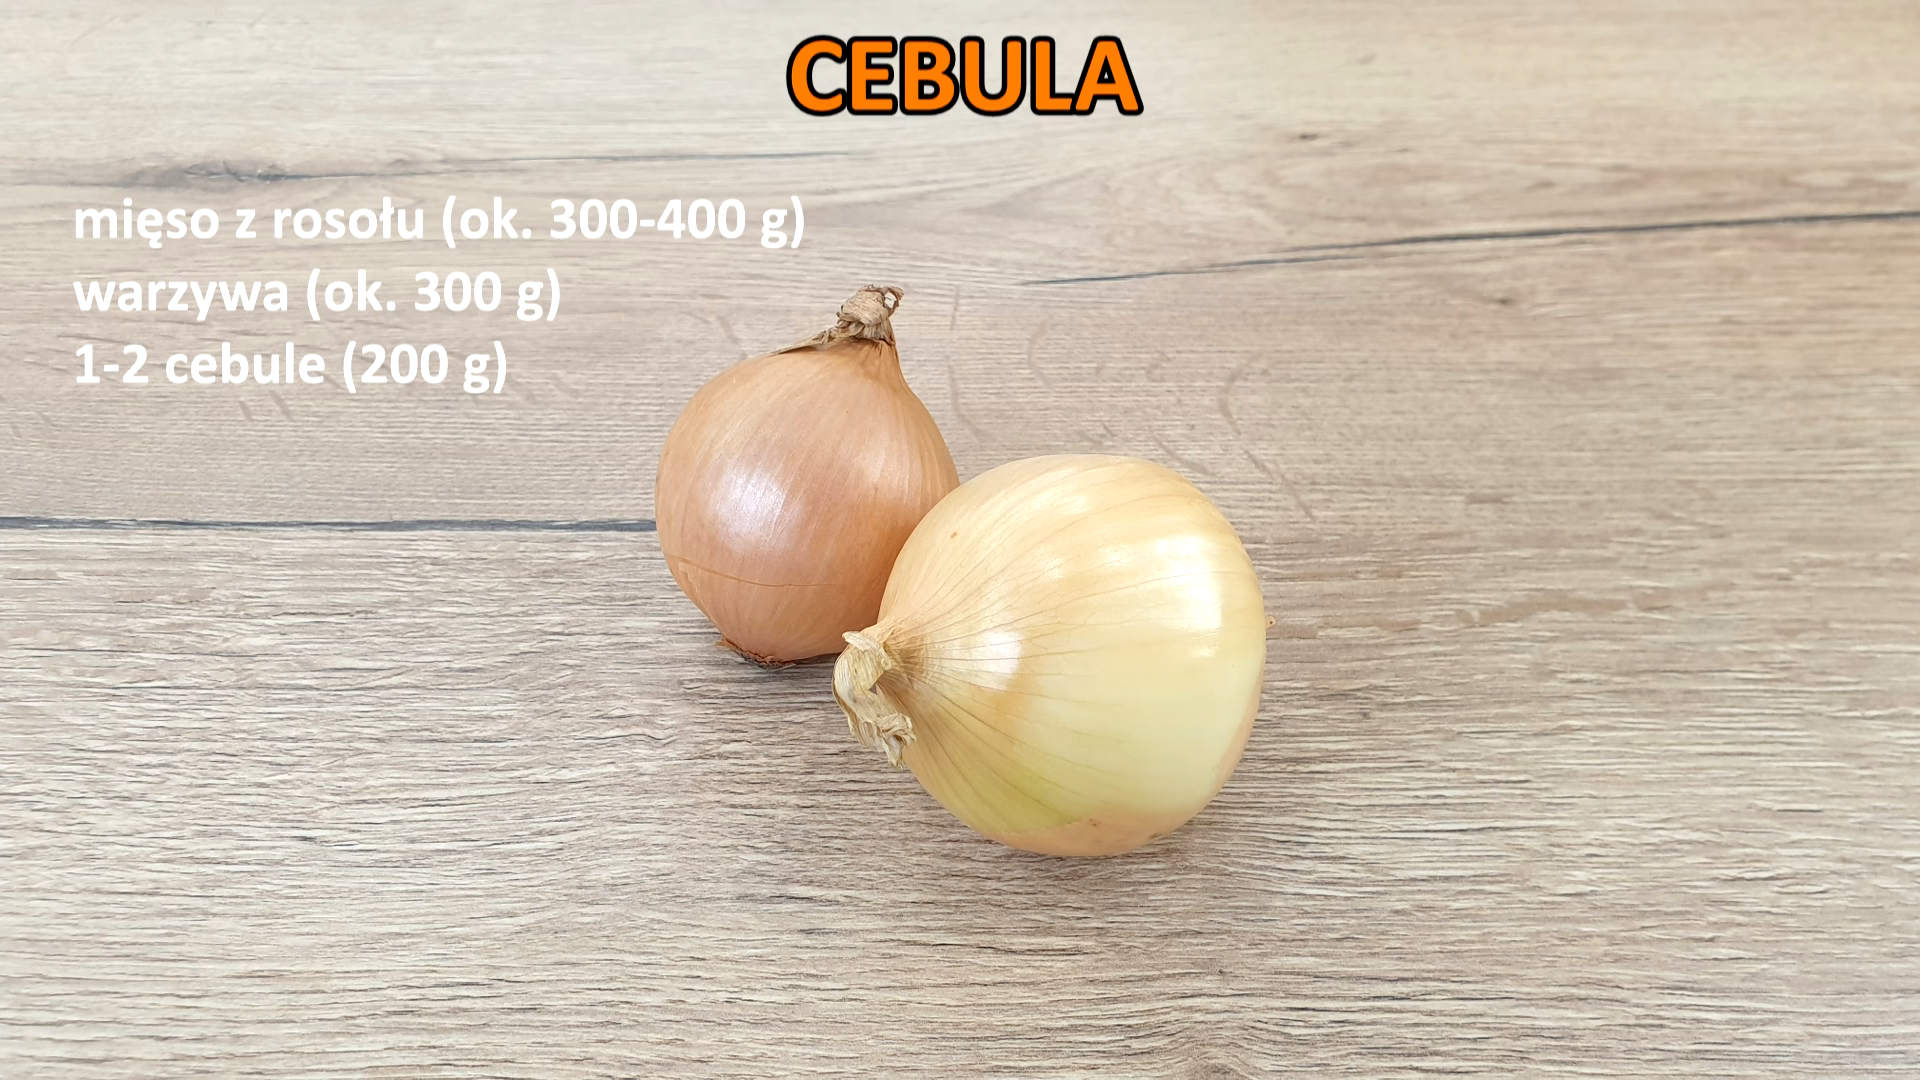 CEBULA
mięso z rosołu (ok. 300-400 g)
warzywa (ok. 300 g)
1-2 cebule (200 g)